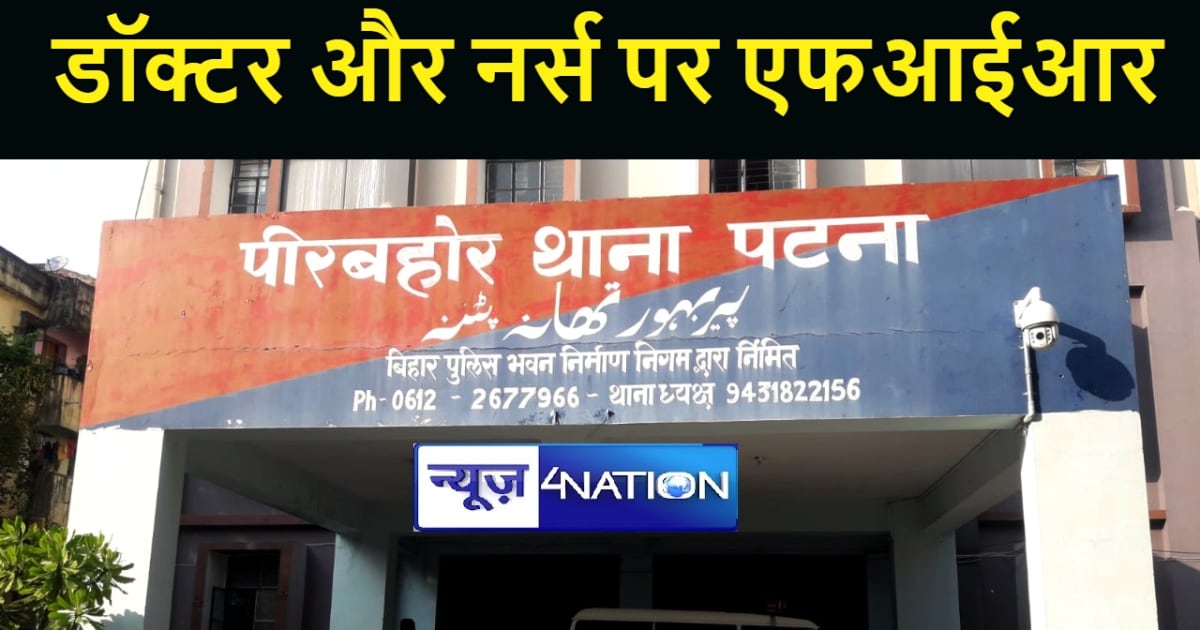 डॉक्टर और नर्स पर एफआईआर
पीरबहोर थाना पटना
پیربہور تھانہ پٹنہ
बिहार पुलिस भवन निर्माण निगम द्वारा र्निमित
Ph - 0612 - 2677966 - थानाध्यक्ष 9431822156
न्यूज़ 4NATION